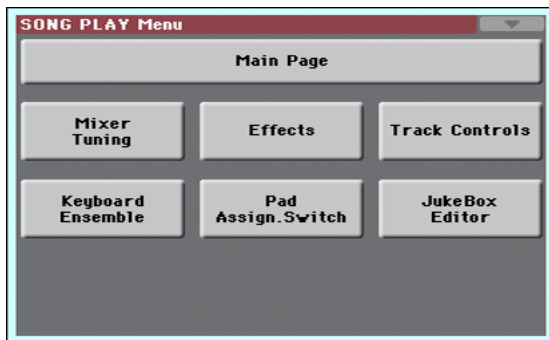 SONG PLAY Menu
Main Page
Mixer
Tuning
Effects
Track Controls
Keyboard
Ensemble
Pad
Assign.Switch
JukeBox
Editor